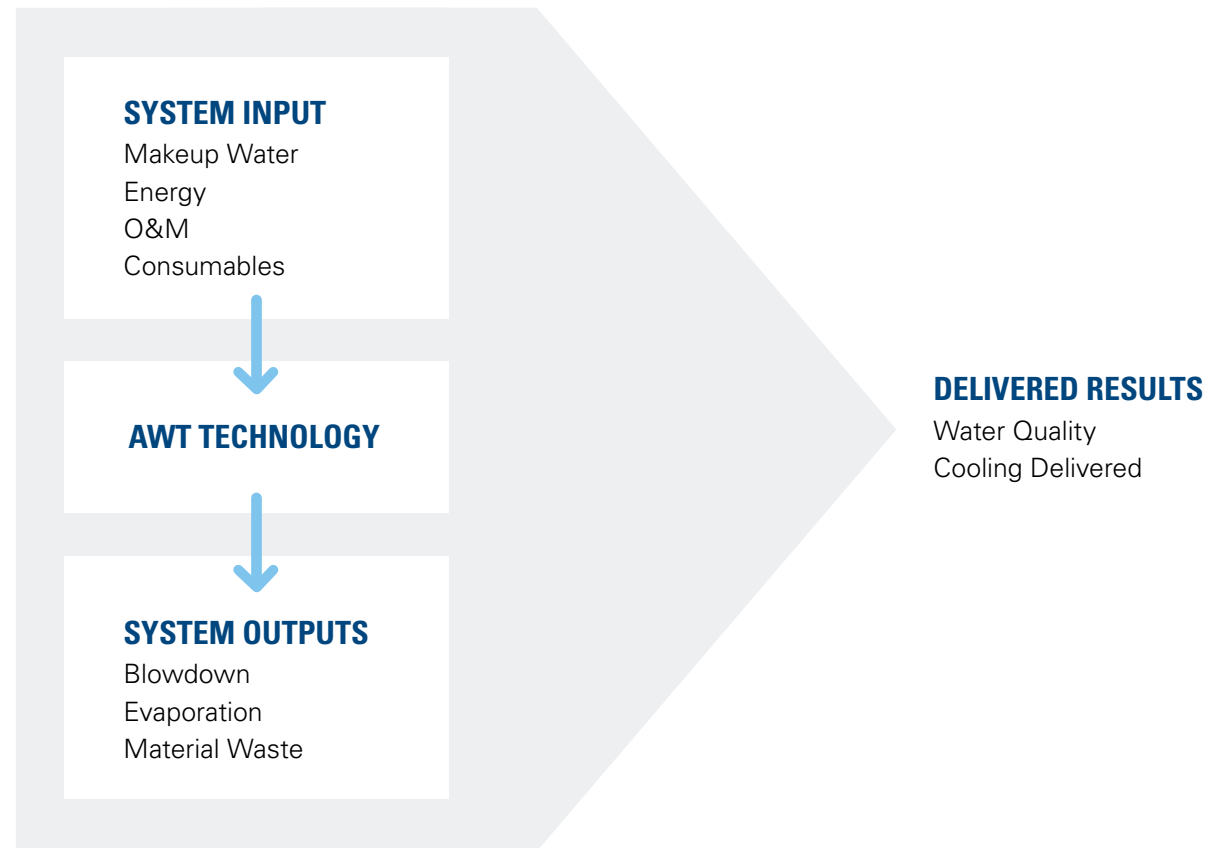 SYSTEM INPUT
Makeup Water
Energy
O&M
Consumables
AWT TECHNOLOGY
SYSTEM OUTPUTS
Blowdown
Evaporation
Material Waste
DELIVERED RESULTS
Water Quality
Cooling Delivered